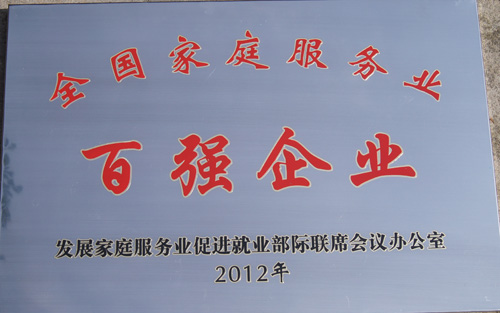 全国家庭服务业
百强企业
发展家庭服务业促进就业部际联席会议办公室
2012年